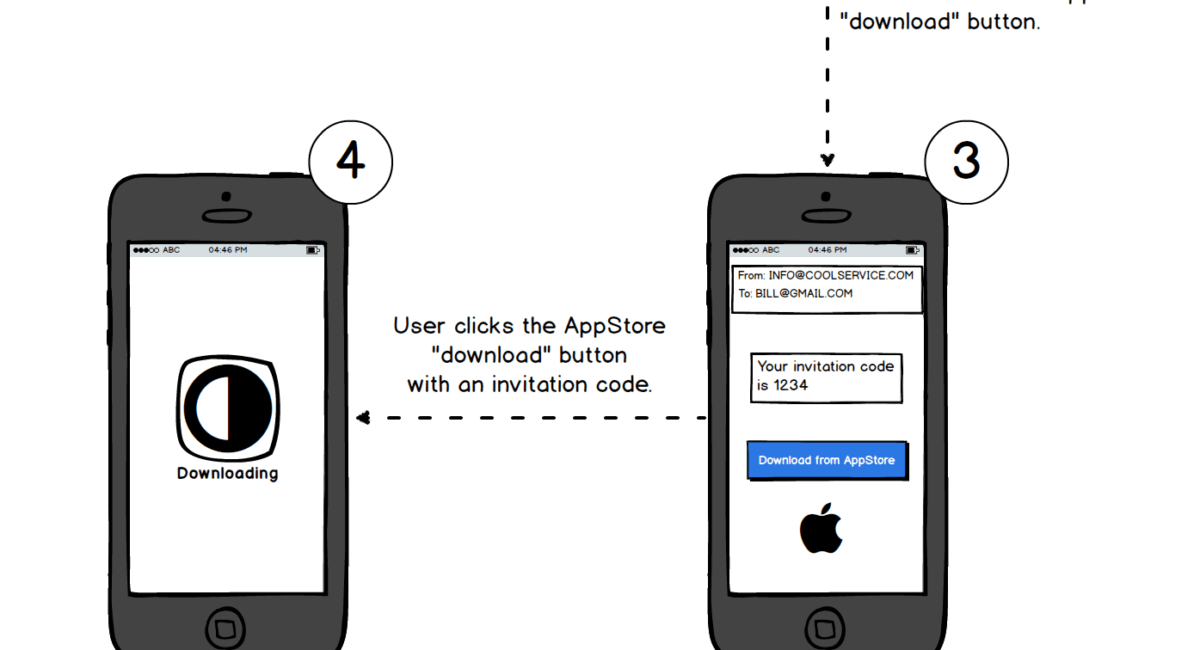 "download" button.
4
3
●●●○○ ABC 04:46 PM
●●●○○ ABC 04:46 PM
From: INFO@COOLSERVICE.COM
To: BILL@GMAIL.COM
User clicks the AppStore
"download" button
with an invitation code.
Your invitation code
is 1234
Download from AppStore
Downloading